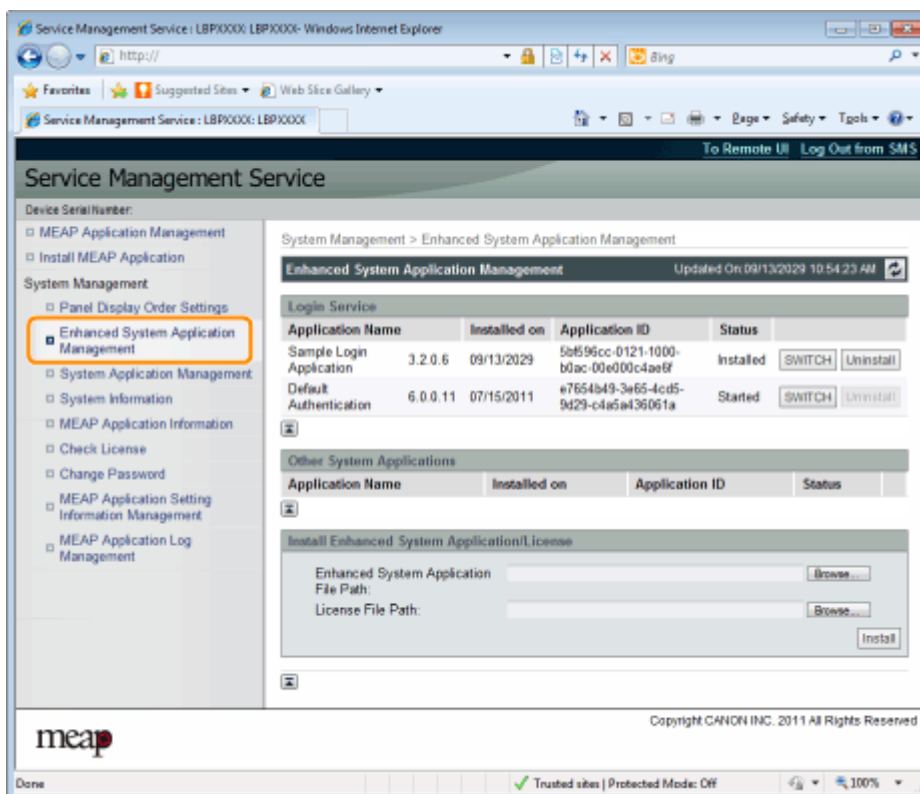 Service Management Service : LBPXXXX: LBPXXXX- Windows Internet Explorer
http://
Bing
Favorites
Suggested Sites
Web Slice Gallery
Service Management Service : LBPXXXX: LBPXXXX
Page
Safety
Tools
To Remote UI
Log Out from SMS
Service Management Service
Device Serial Number:
MEAP Application Management
Install MEAP Application
System Management
Panel Display Order Settings
Enhanced System Application
Management
System Application Management
System Information
MEAP Application Information
Check License
Change Password
MEAP Application Setting
Information Management
MEAP Application Log
Management
System Management > Enhanced System Application Management
Enhanced System Application Management
Updated On:09/13/2029 10:54:23 AM
Login Service
Application Name Installed on Application ID Status
Sample Login
Application 3.2.0.6 09/13/2029 5bf596cc-0121-1000-
b0ac-00e000c4ae6f Installed SWITCH Uninstall
Default
Authentication 6.0.0.11 07/15/2011 e7654b49-3e65-4cd5-
9d29-c4a5a436061a Started SWITCH Uninstall
Other System Applications
Application Name Installed on Application ID Status
Install Enhanced System Application/License
Enhanced System Application
File Path: Browse...
License File Path: Browse...
Install
Copyright CANON INC. 2011 All Rights Reserved
meap
Done
Trusted sites | Protected Mode: Off
100%